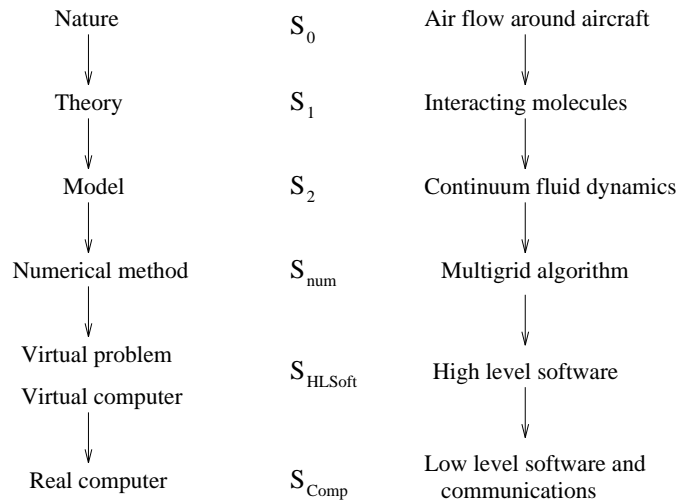 Nature S0 Air flow around aircraft
Theory S1 Interacting molecules
Model S2 Continuum fluid dynamics
Numerical method Snum Multigrid algorithm
Virtual problem
SHLSoft High level software
Virtual computer
Real computer SComp Low level software and
communications